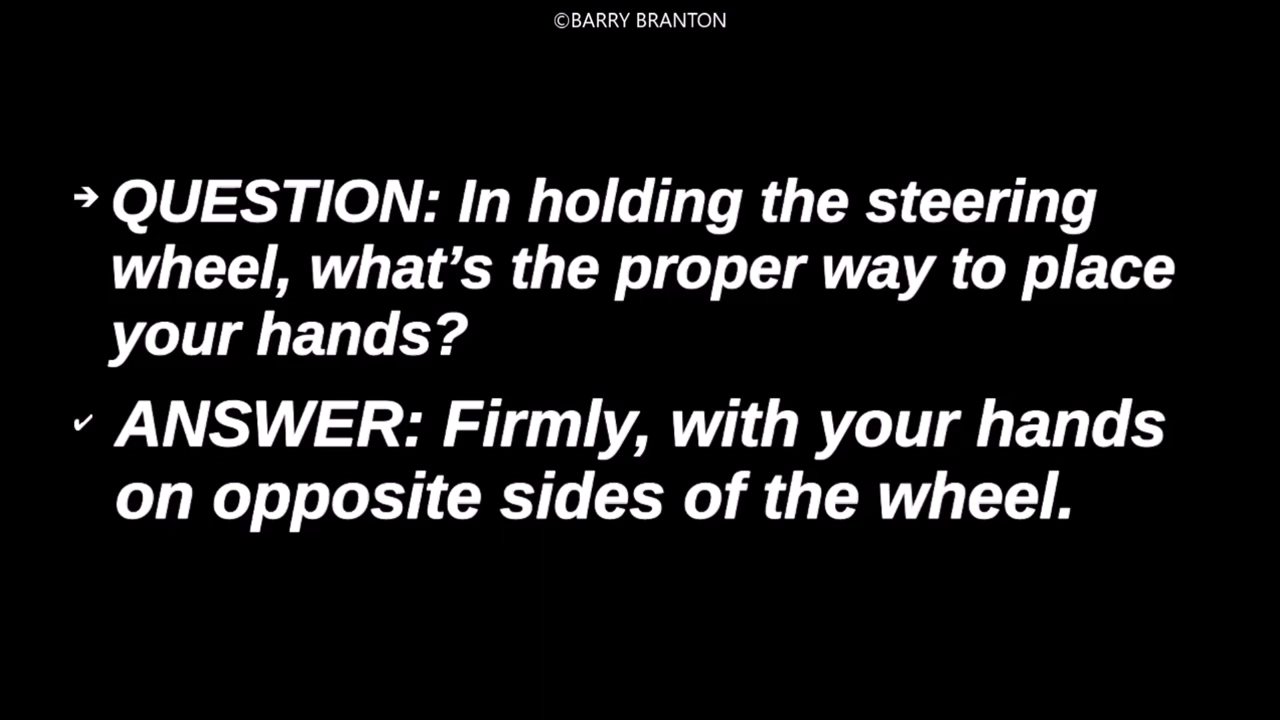 ©BARRY BRANTON
➔ QUESTION: In holding the steering
wheel, what’s the proper way to place
your hands?
✓ ANSWER: Firmly, with your hands
on opposite sides of the wheel.